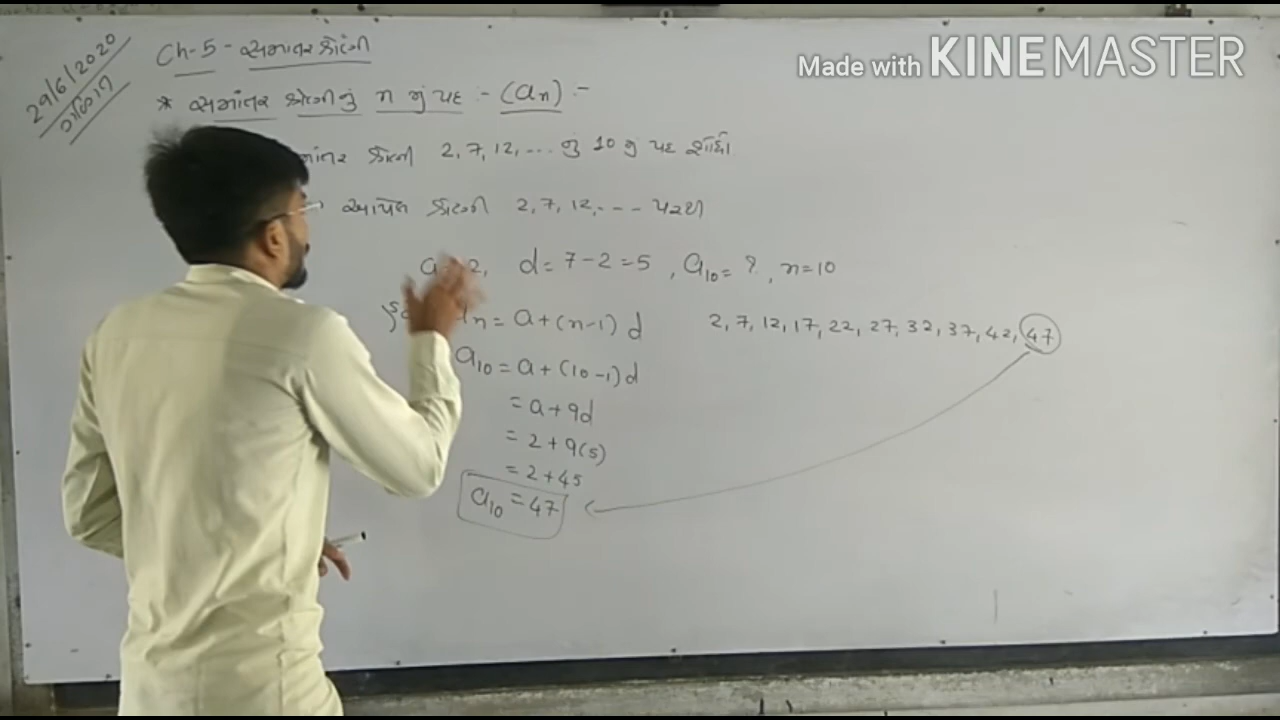 Made with KINEMASTER
29/6/2020
ગણિત
Ch-5 - સમાંતર શ્રેણી
* સમાંતર શ્રેણીનું n મું પદ :- (an) :-
શ્રેણી 2, 7, 12, ... નું 10 મું પદ શોધો
આપેલ શ્રેણી 2, 7, 12, --- પરથી
d = 7 - 2 = 5 , a10 = ? , n = 10
an = a + (n-1) d
2, 7, 12, 17, 22, 27, 32, 37, 42, 47
a10 = a + (10-1) d
= a + 9d
= 2 + 9(5)
= 2 + 45
a10 = 47